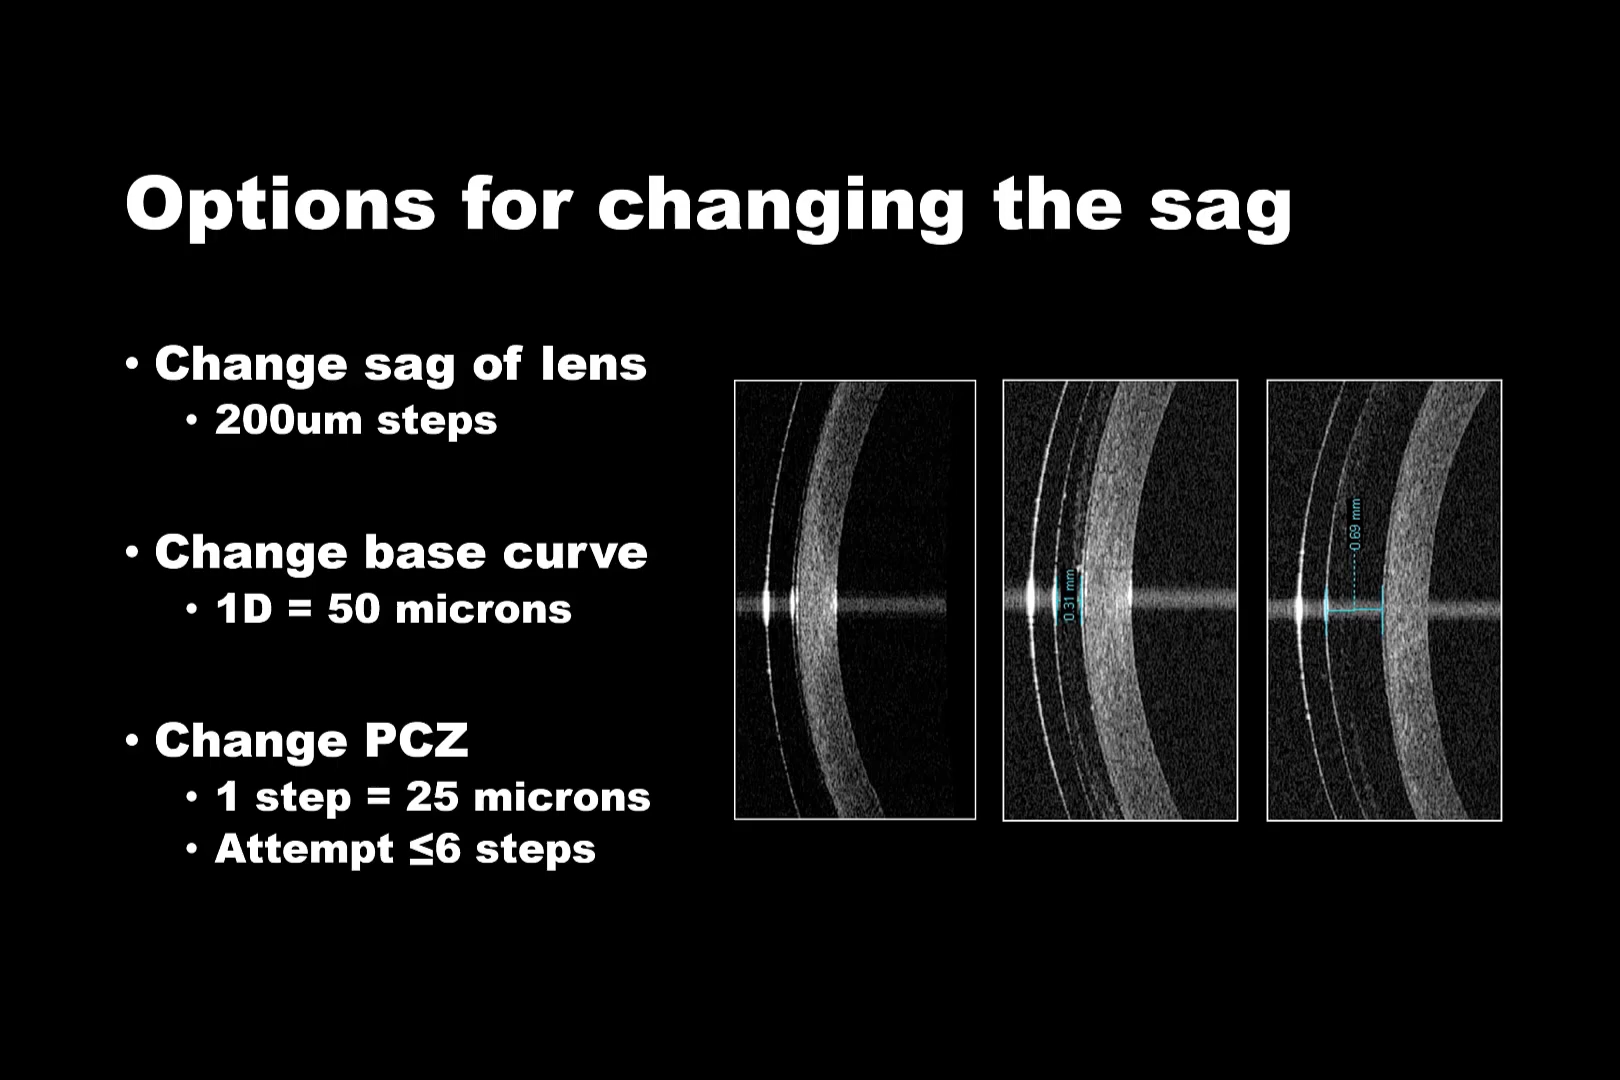 Options for changing the sag
• Change sag of lens
• 200um steps
• Change base curve
• 1D = 50 microns
• Change PCZ
• 1 step = 25 microns
• Attempt ≤6 steps
0.31 mm
0.69 mm